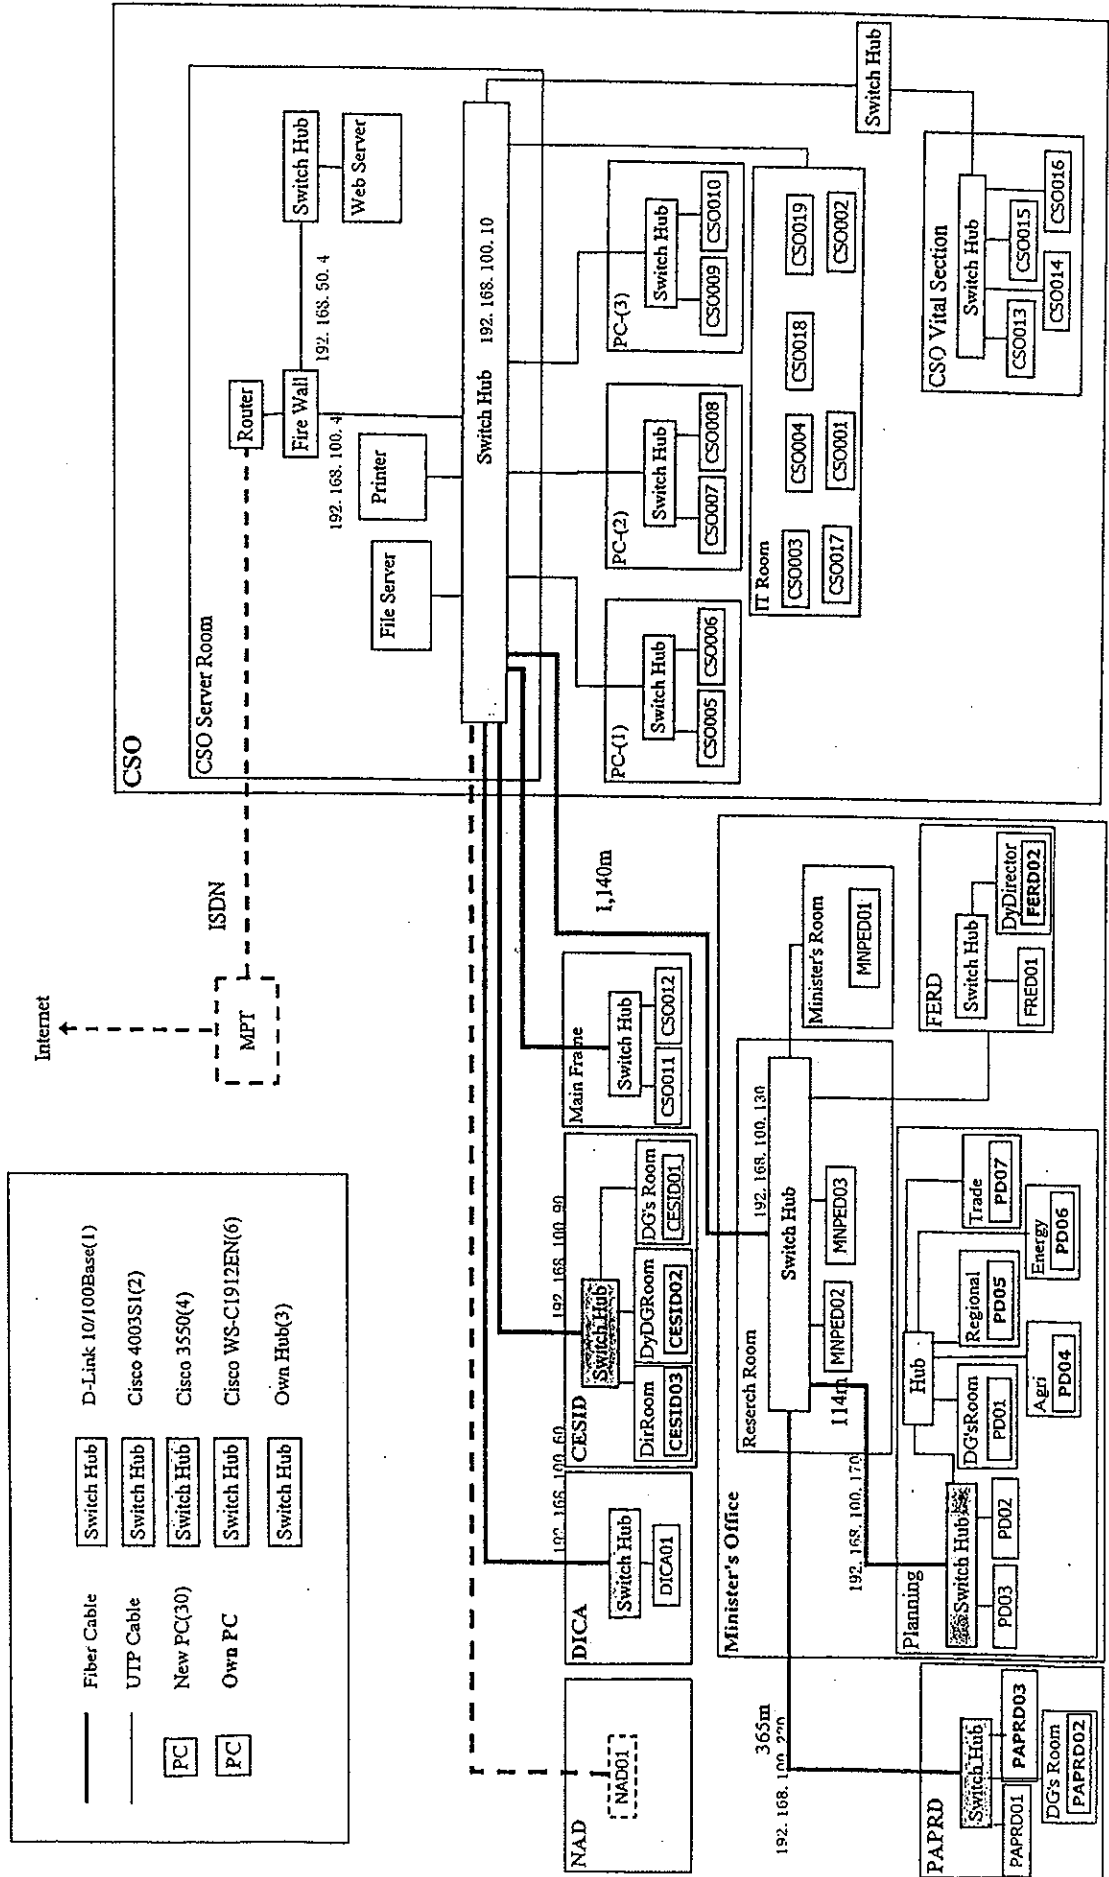 Fiber Cable
UTP Cable
PC New PC(30)
PC Own PC
Switch Hub D-Link 10/100Base(1)
Switch Hub Cisco 4003S1(2)
Switch Hub Cisco 3550(4)
Switch Hub Cisco WS-C1912EN(6)
Switch Hub Own Hub(3)
Internet
MPT
ISDN
CSO
CSO Server Room
Router
Fire Wall
192. 168. 50. 4
Switch Hub
Web Server
192. 168. 100. 4
File Server
Printer
Switch Hub 192. 168. 100. 10
NAD
NAD01
DICA
192. 168. 100. 60
Switch Hub
DICA01
CESID
192. 168. 100. 90
Switch Hub
DirRoom
CESID03
DyDGRoom
CESID02
DG's Room
CESID01
Main Frame
Switch Hub
CSO011
CSO012
1,140m
PC-(1)
Switch Hub
CSO005
CSO006
PC-(2)
Switch Hub
CSO007
CSO008
PC-(3)
Switch Hub
CSO009
CSO010
IT Room
CSO003
CSO004
CSO018
CSO019
CSO017
CSO001
CSO002
Switch Hub
CSO Vital Section
Switch Hub
CSO013
CSO015
CSO014
CSO016
Minister's Office
Reserch Room
192. 168. 100. 130
Switch Hub
MNPED02
MNPED03
114m
Minister's Room
MNPED01
192. 168. 100. 170
Planning
Switch Hub
PD03
PD02
Hub
DG'sRoom
PD01
Agri
PD04
Regional
PD05
Energy
PD06
Trade
PD07
FERD
Switch Hub
FRED01
DyDirector
FERD02
365m
192. 168. 100. 220
PAPRD
Switch Hub
PAPRD01
PAPRD03
DG's Room
PAPRD02